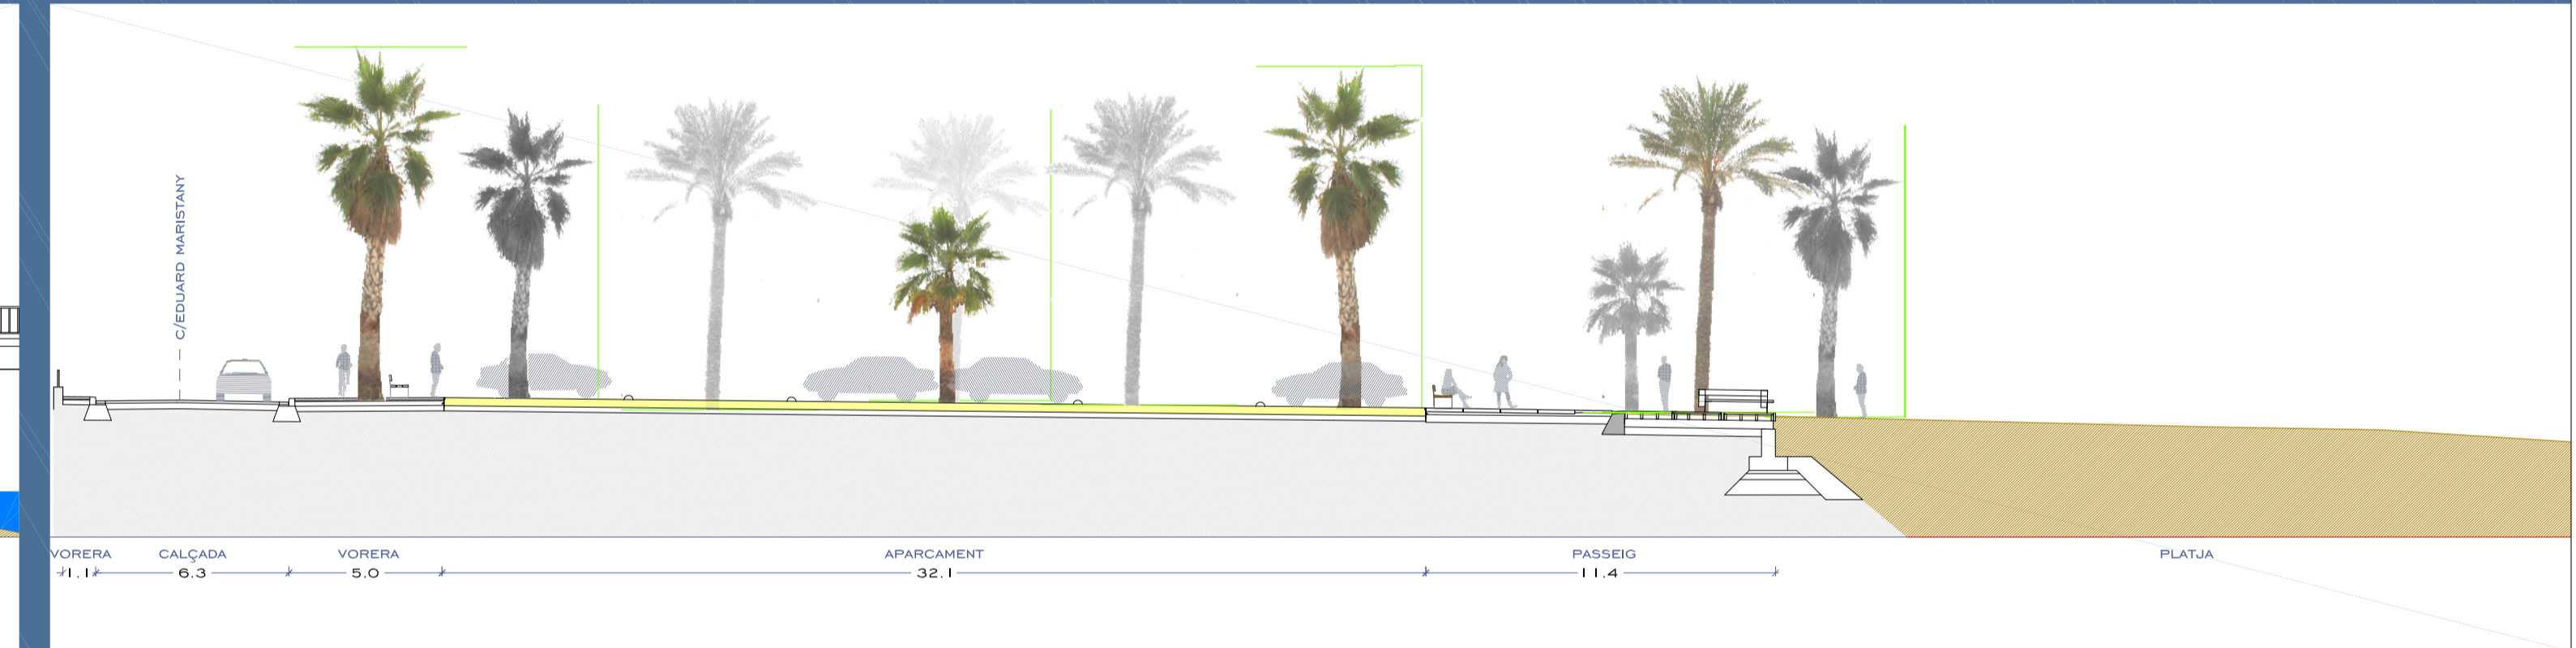 C/EDUARD MARISTANY
VORERA CALÇADA VORERA APARCAMENT PASSEIG PLATJA
1.1 6.3 5.0 32.1 11.4